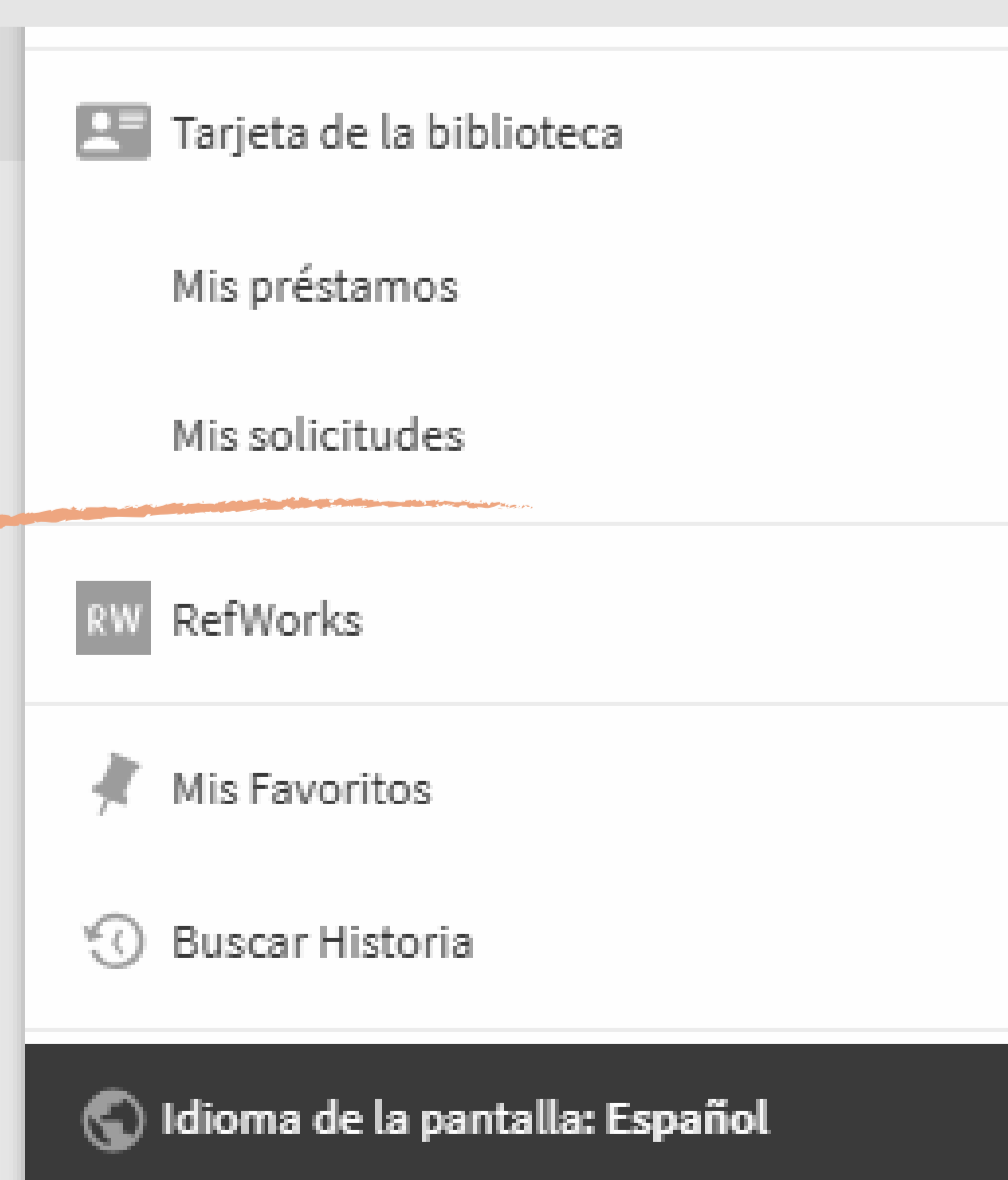 Tarjeta de la biblioteca
Mis préstamos
Mis solicitudes
RW RefWorks
Mis Favoritos
Buscar Historia
Idioma de la pantalla: Español